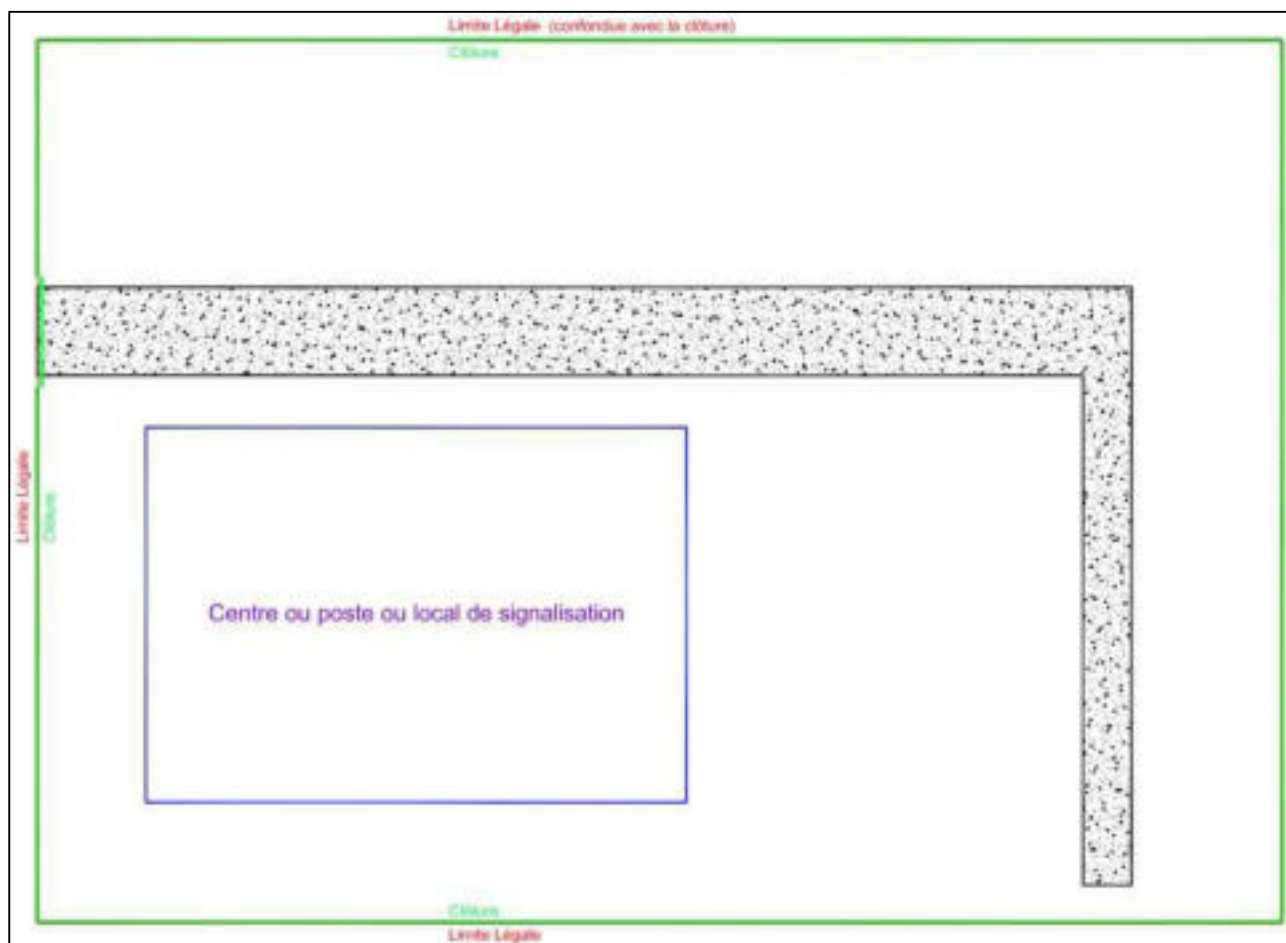 Limite Légale (confondue avec la clôture)
Clôture
Limite Légale
Clôture
Centre ou poste ou local de signalisation
Clôture
Limite Légale